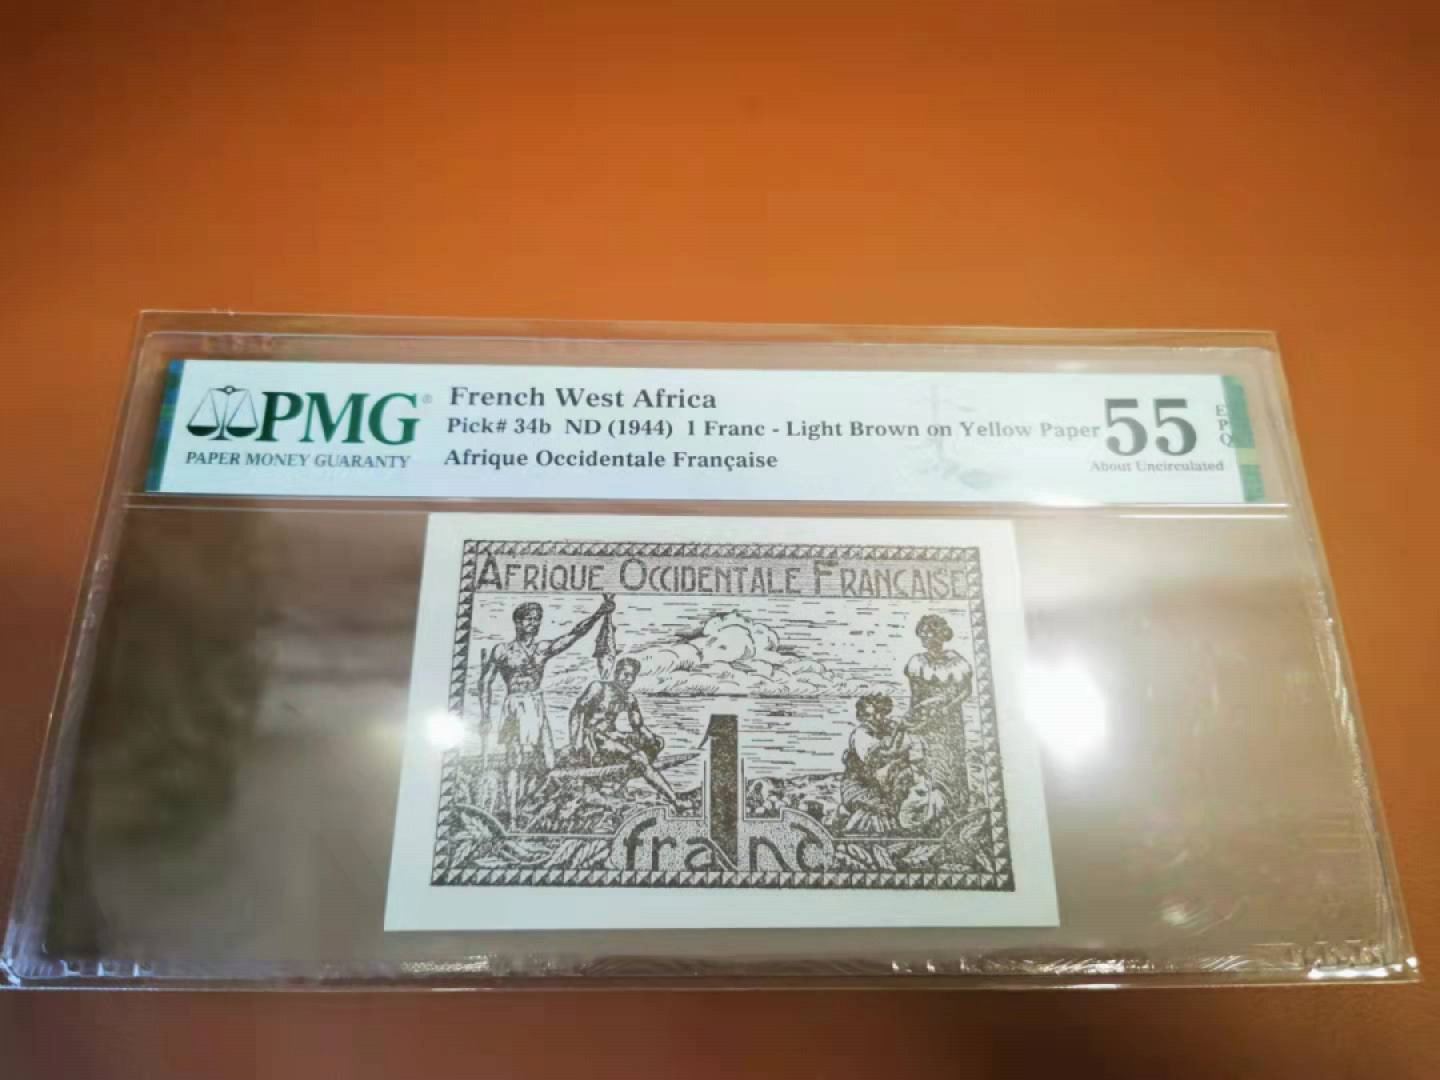 PMG®
PAPER MONEY GUARANTY
French West Africa
Pick# 34b ND (1944) 1 Franc - Light Brown on Yellow Paper
Afrique Occidentale Française
55
EPQ
About Uncirculated
AFRIQUE OCCIDENTALE FRANÇAISE
1
franc